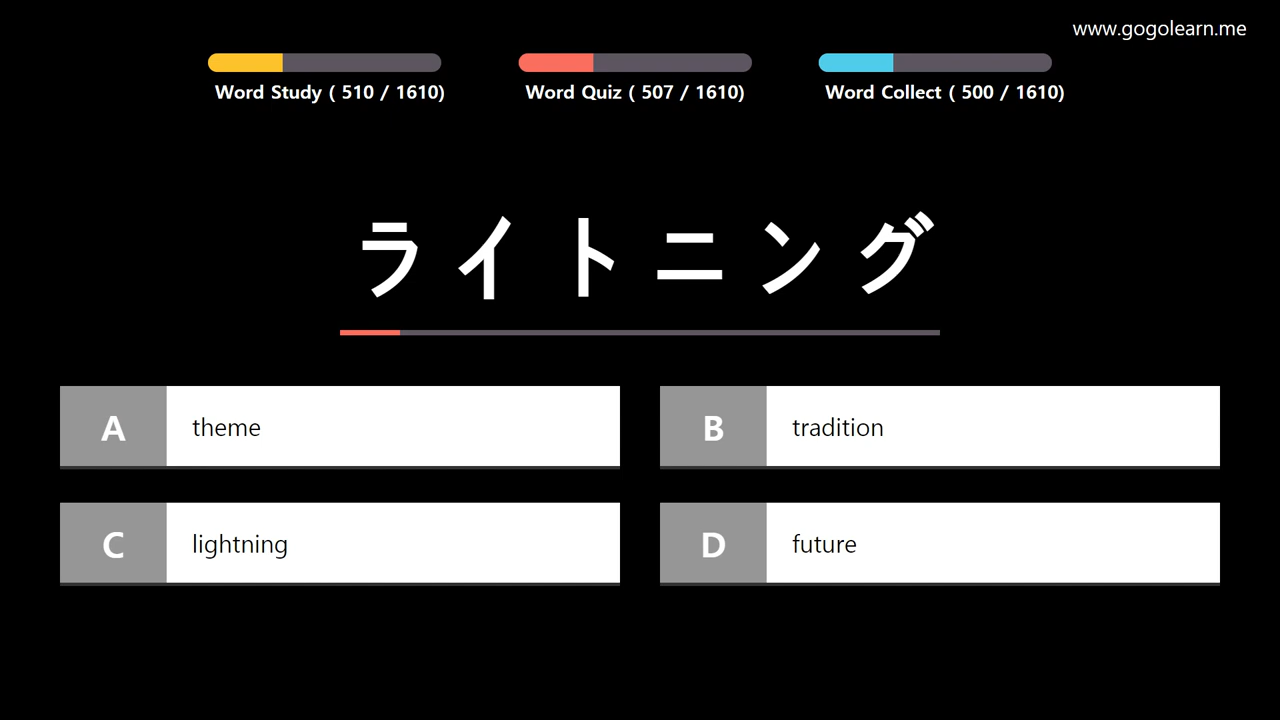 www.gogolearn.me
Word Study ( 510 / 1610)
Word Quiz ( 507 / 1610)
Word Collect ( 500 / 1610)
ライトニング
A theme
B tradition
C lightning
D future